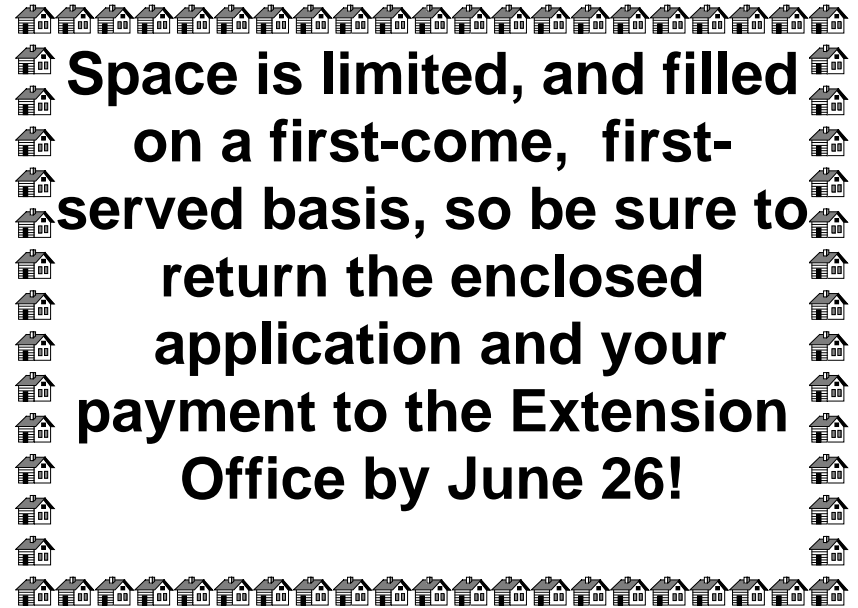 Space is limited, and filled
on a first-come,  first-
served basis, so be sure to
return the enclosed
application and your
payment to the Extension
Office by June 26!